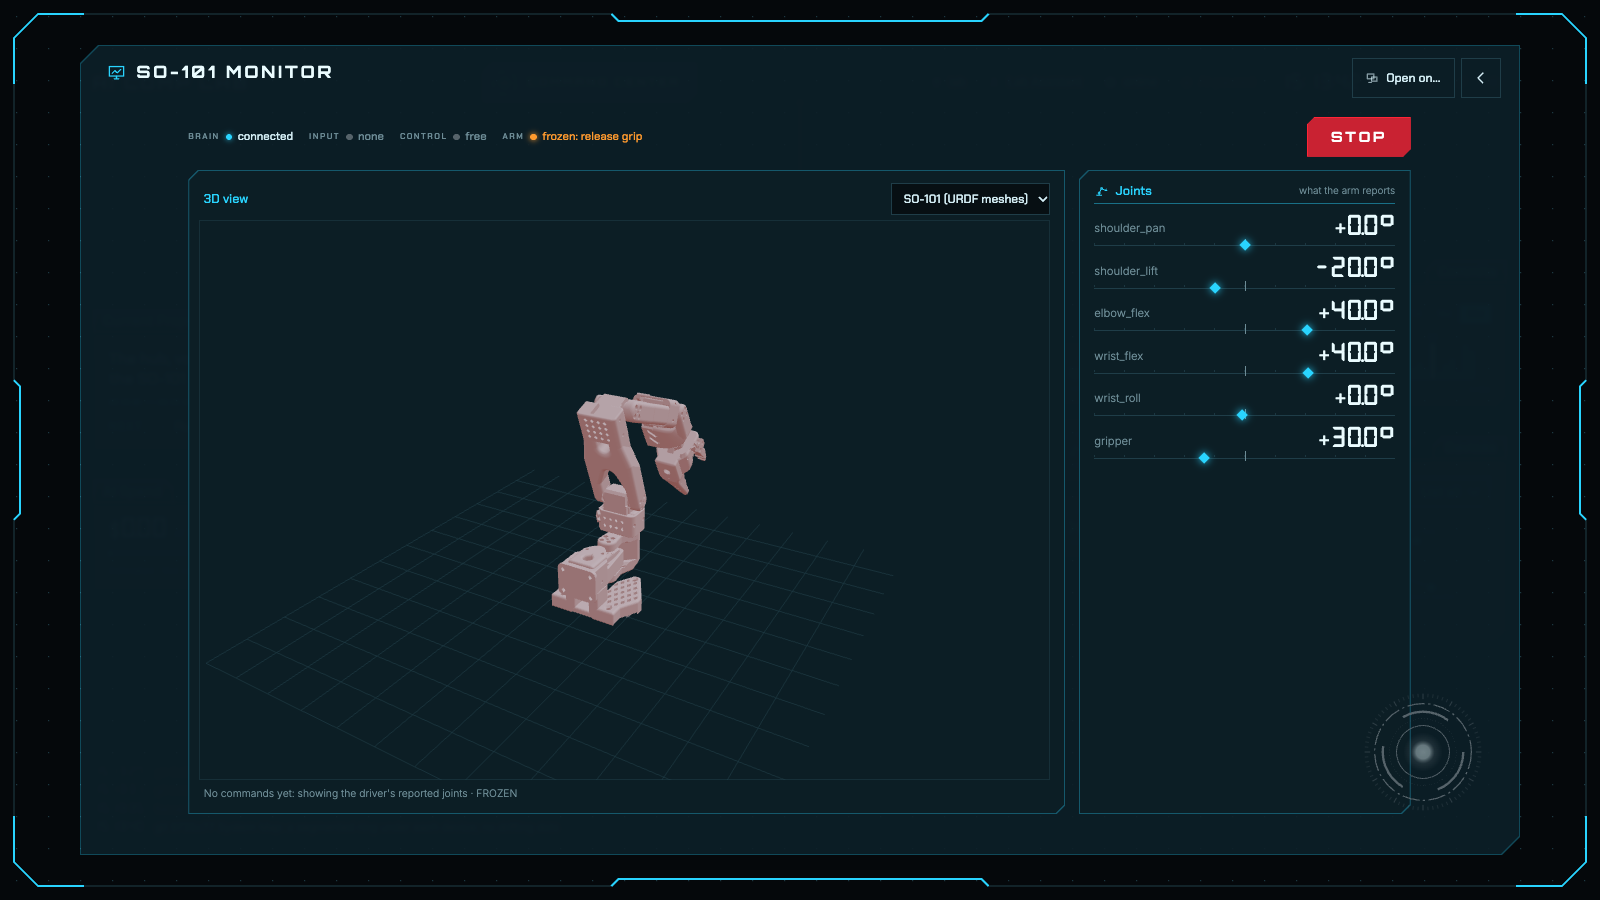 SO-101 MONITOR
Open on...
BRAIN connected INPUT none CONTROL free ARM frozen: release grip
STOP
3D view
SO-101 (URDF meshes)
No commands yet: showing the driver's reported joints · FROZEN
Joints what the arm reports
shoulder_pan +0.0°
shoulder_lift -20.0°
elbow_flex +40.0°
wrist_flex +40.0°
wrist_roll +0.0°
gripper +30.0°